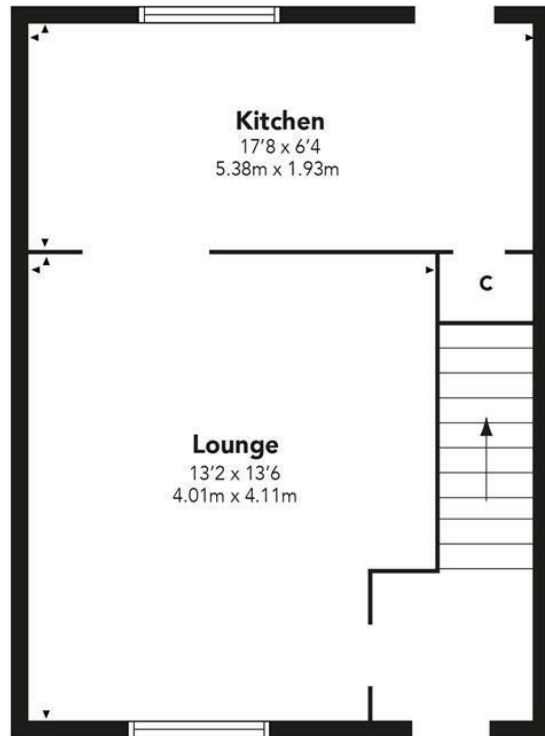 Kitchen
17'8 x 6'4
5.38m x 1.93m
C
Lounge
13'2 x 13'6
4.01m x 4.11m